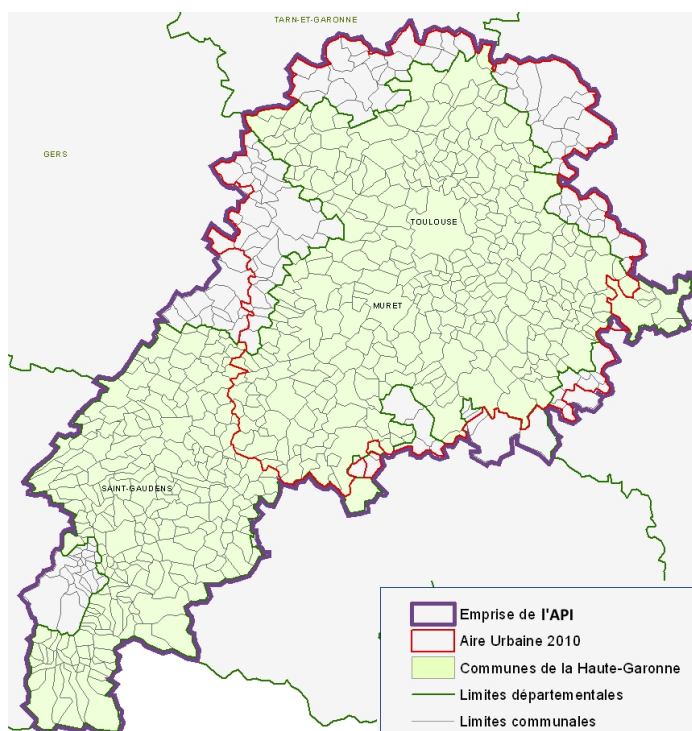 TARN-ET-GARONNE
GERS
TOULOUSE
MURET
SAINT-GAUDENS
Emprise de l'API
Aire Urbaine 2010
Communes de la Haute-Garonne
Limites départementales
Limites communales